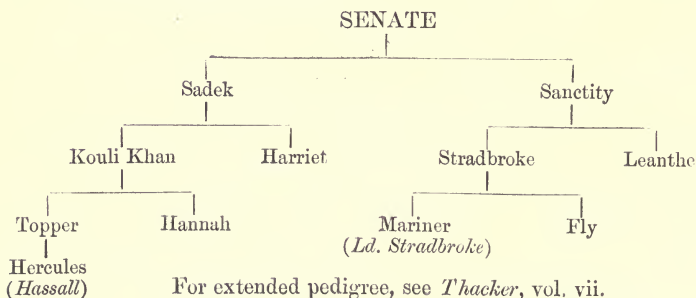 SENATE
Sadek Sanctity
Kouli Khan Harriet Stradbroke Leanthe
Topper Hannah Mariner Fly
(Ld. Stradbroke)
Hercules
(Hassall) For extended pedigree, see Thacker, vol. vii.